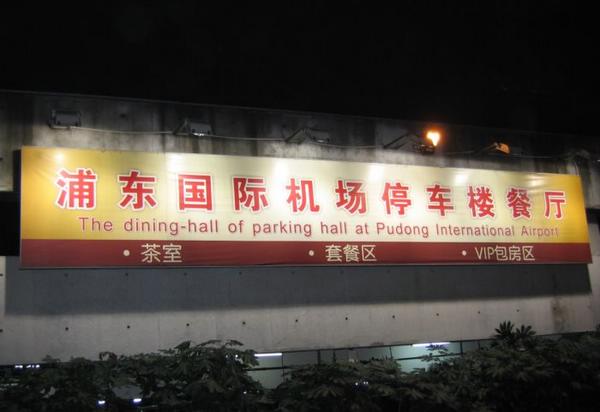 浦东国际机场停车楼餐厅
The dining-hall of parking hall at Pudong International Airport
·茶室 ·套餐区 ·VIP包房区